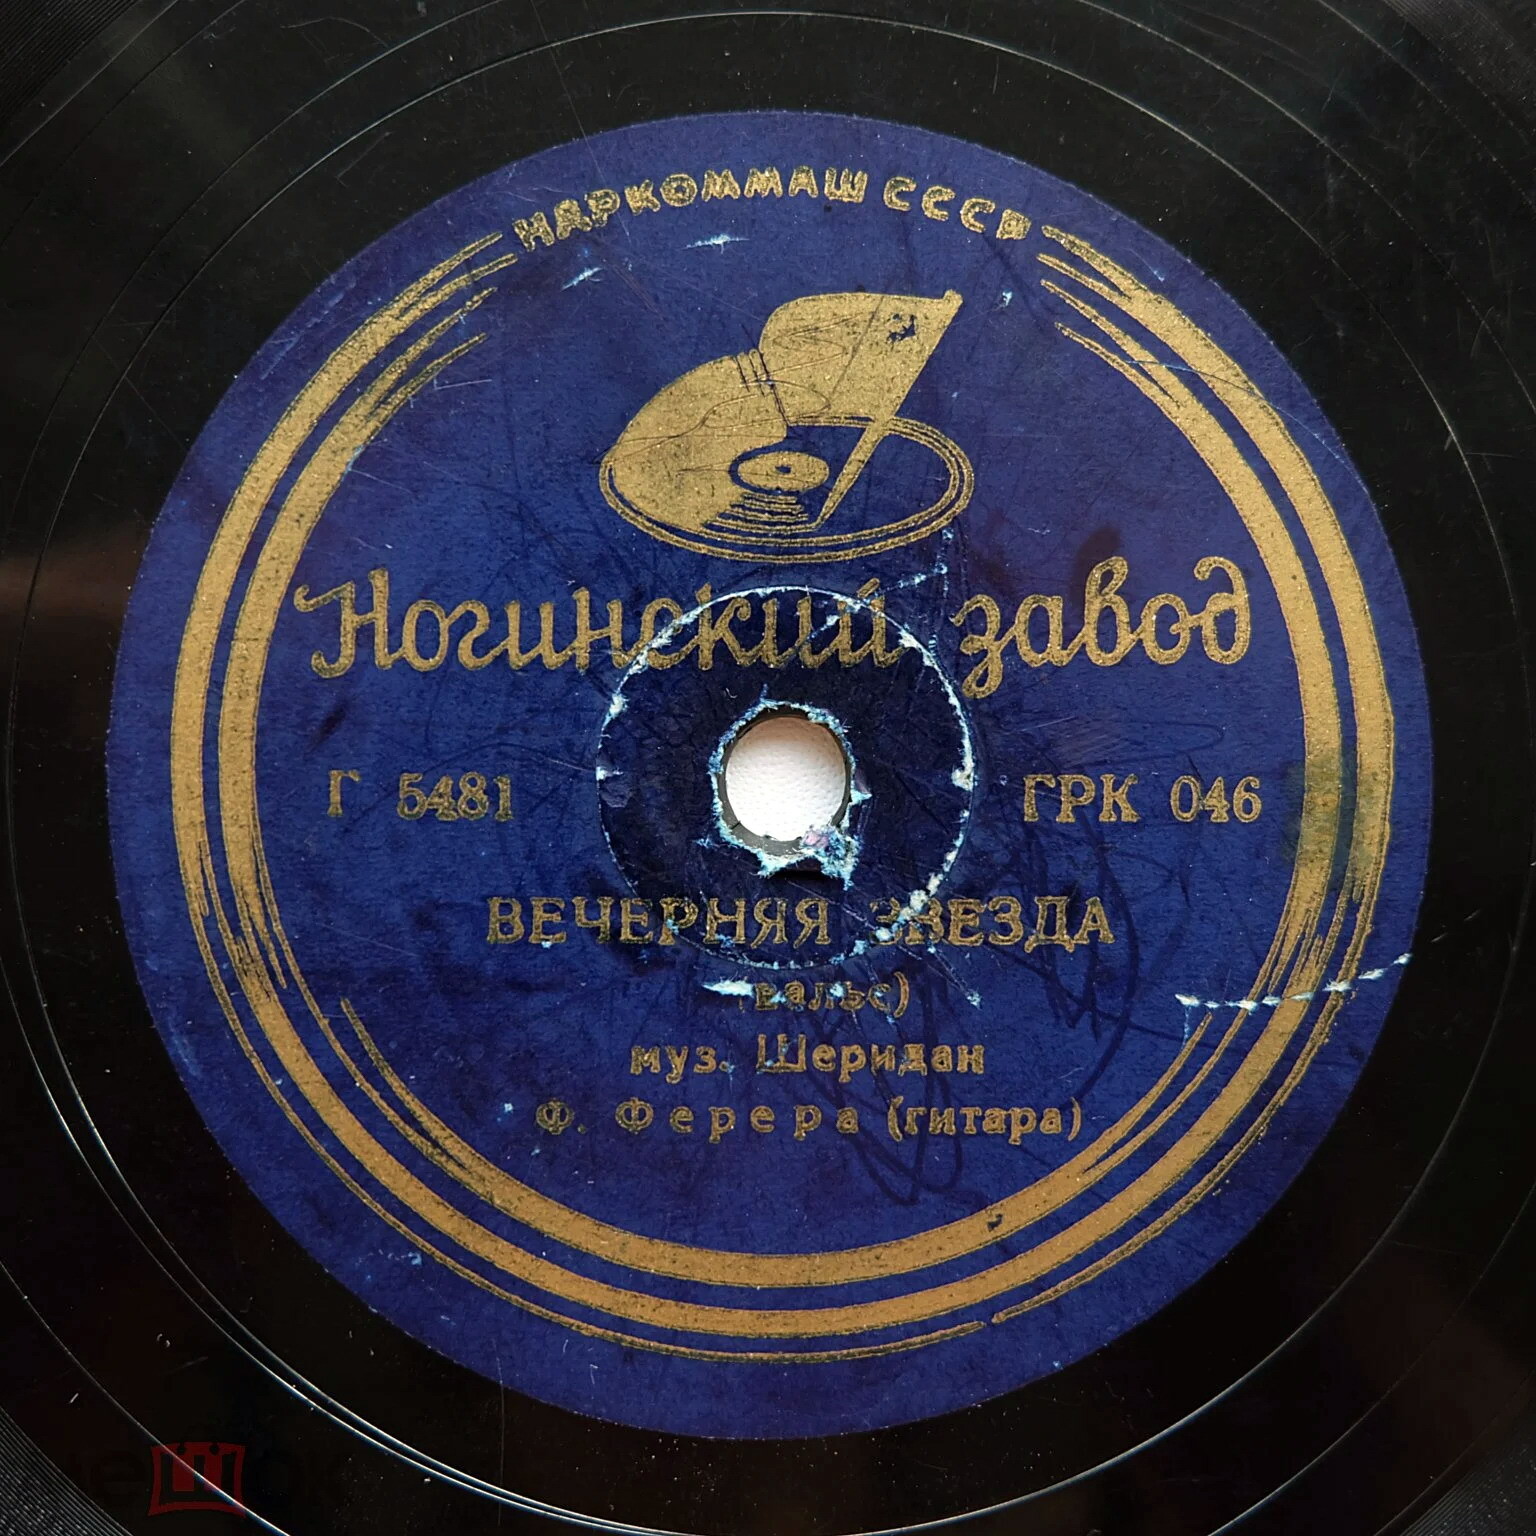 НАРКОММАШ СССР
Ногинский завод
Г 5481 ГРК 046
ВЕЧЕРНЯЯ ЗВЕЗДА
(вальс)
муз. Шеридан
Ф. Ферера (гитара)